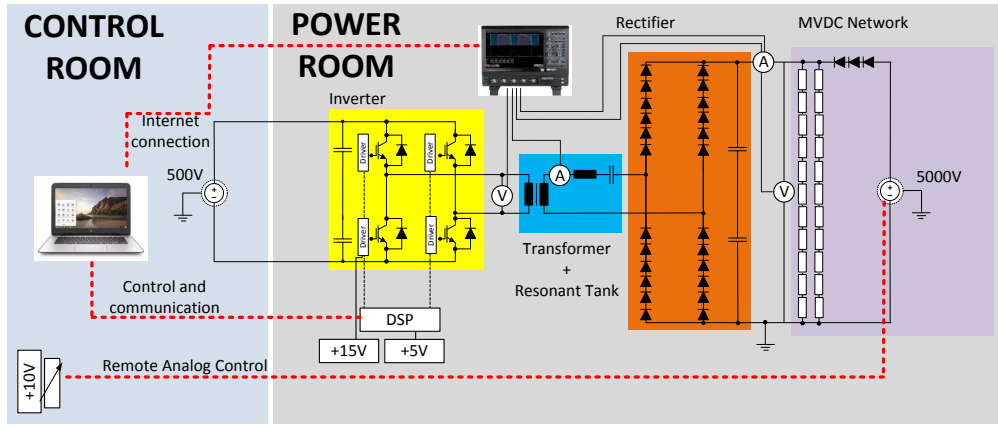 CONTROL
ROOM
POWER
ROOM
Rectifier
MVDC Network
Inverter
Internet
connection
500V
+
−
Driver
Driver
Driver
Driver
A
A
V
V
5000V
+
−
Transformer
+
Resonant Tank
Control and
communication
DSP
+15V
+5V
Remote Analog Control
+10V